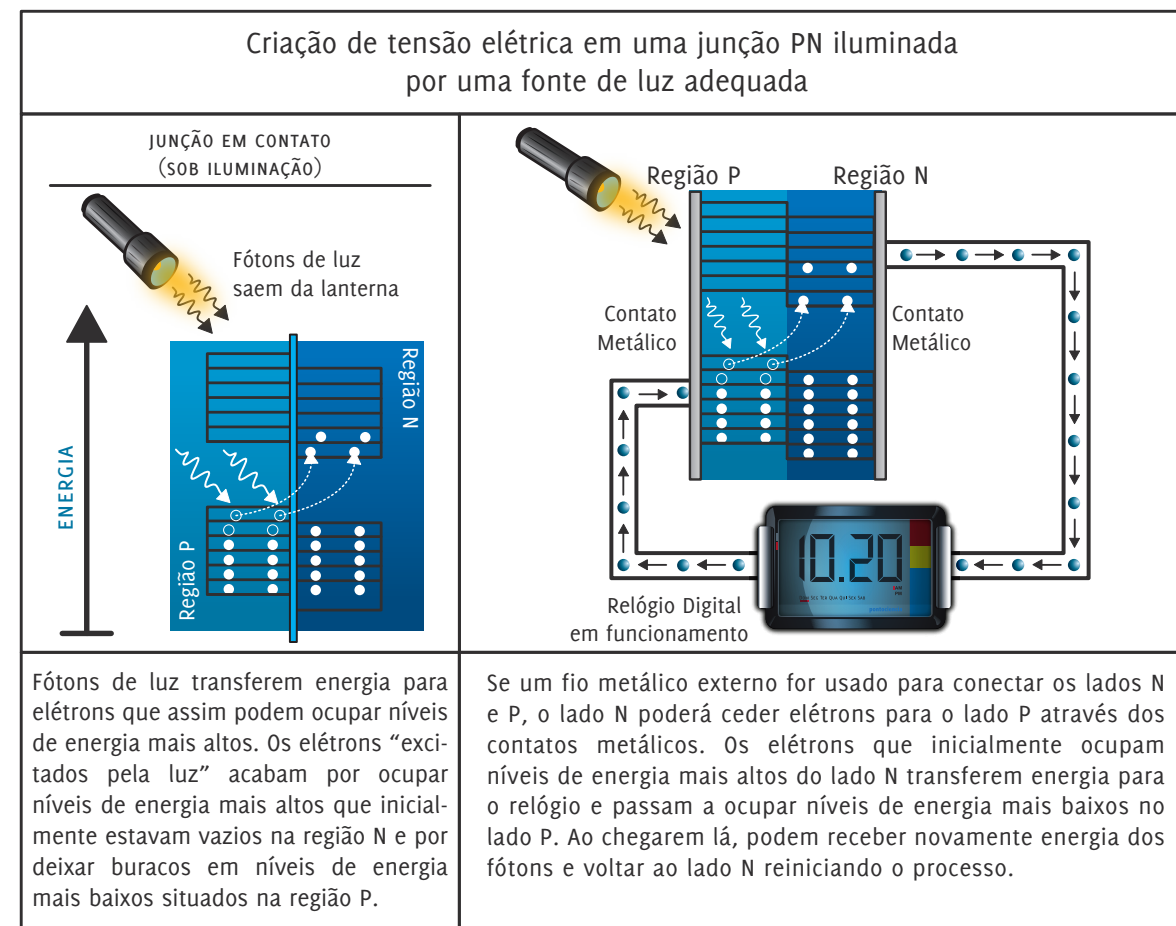 Criação de tensão elétrica em uma junção PN iluminada
por uma fonte de luz adequada
JUNÇÃO EM CONTATO
(SOB ILUMINAÇÃO)
Fótons de luz
saem da lanterna
ENERGIA
Região P
Região N
Região P
Região N
Contato
Metálico
Contato
Metálico
10.20
Relógio Digital
em funcionamento
Fótons de luz transferem energia para
elétrons que assim podem ocupar níveis
de energia mais altos. Os elétrons “exci-
tados pela luz” acabam por ocupar
níveis de energia mais altos que inicial-
mente estavam vazios na região N e por
deixar buracos em níveis de energia
mais baixos situados na região P.
Se um fio metálico externo for usado para conectar os lados N
e P, o lado N poderá ceder elétrons para o lado P através dos
contatos metálicos. Os elétrons que inicialmente ocupam
níveis de energia mais altos do lado N transferem energia para
o relógio e passam a ocupar níveis de energia mais baixos no
lado P. Ao chegarem lá, podem receber novamente energia dos
fótons e voltar ao lado N reiniciando o processo.